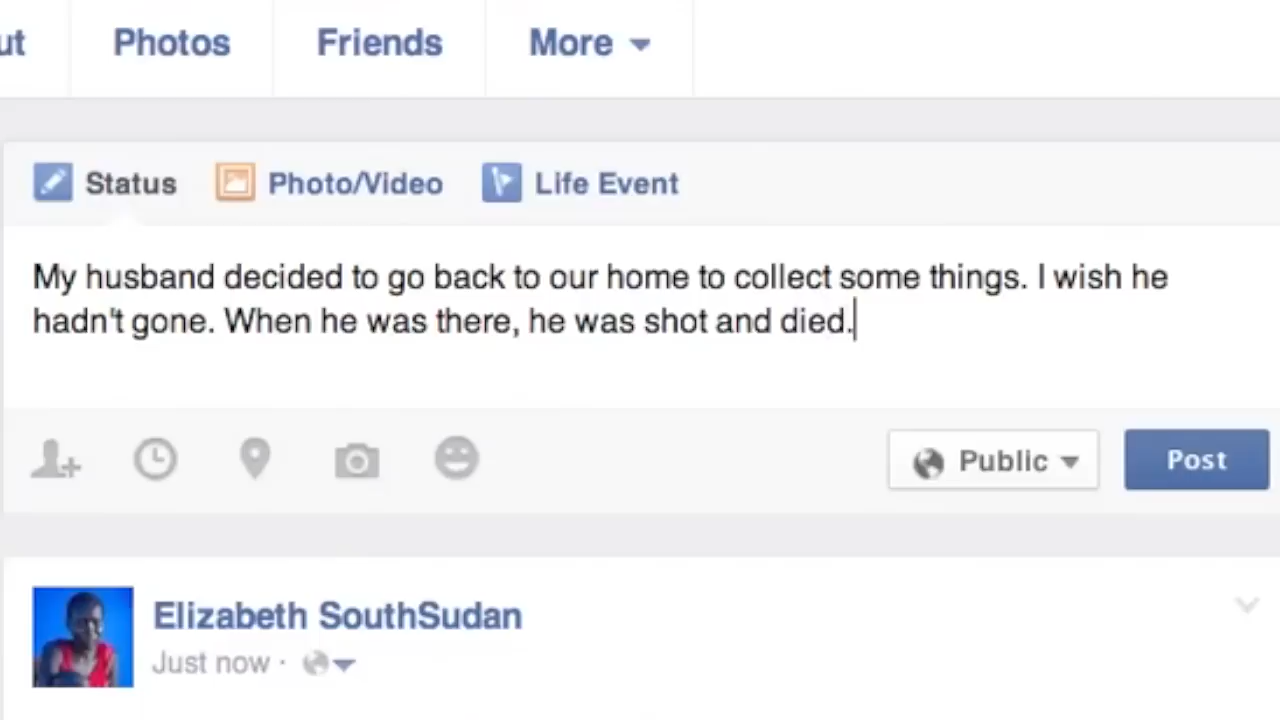 Photos Friends More
Status Photo/Video Life Event
My husband decided to go back to our home to collect some things. I wish he
hadn't gone. When he was there, he was shot and died.
Public Post
Elizabeth SouthSudan
Just now ·